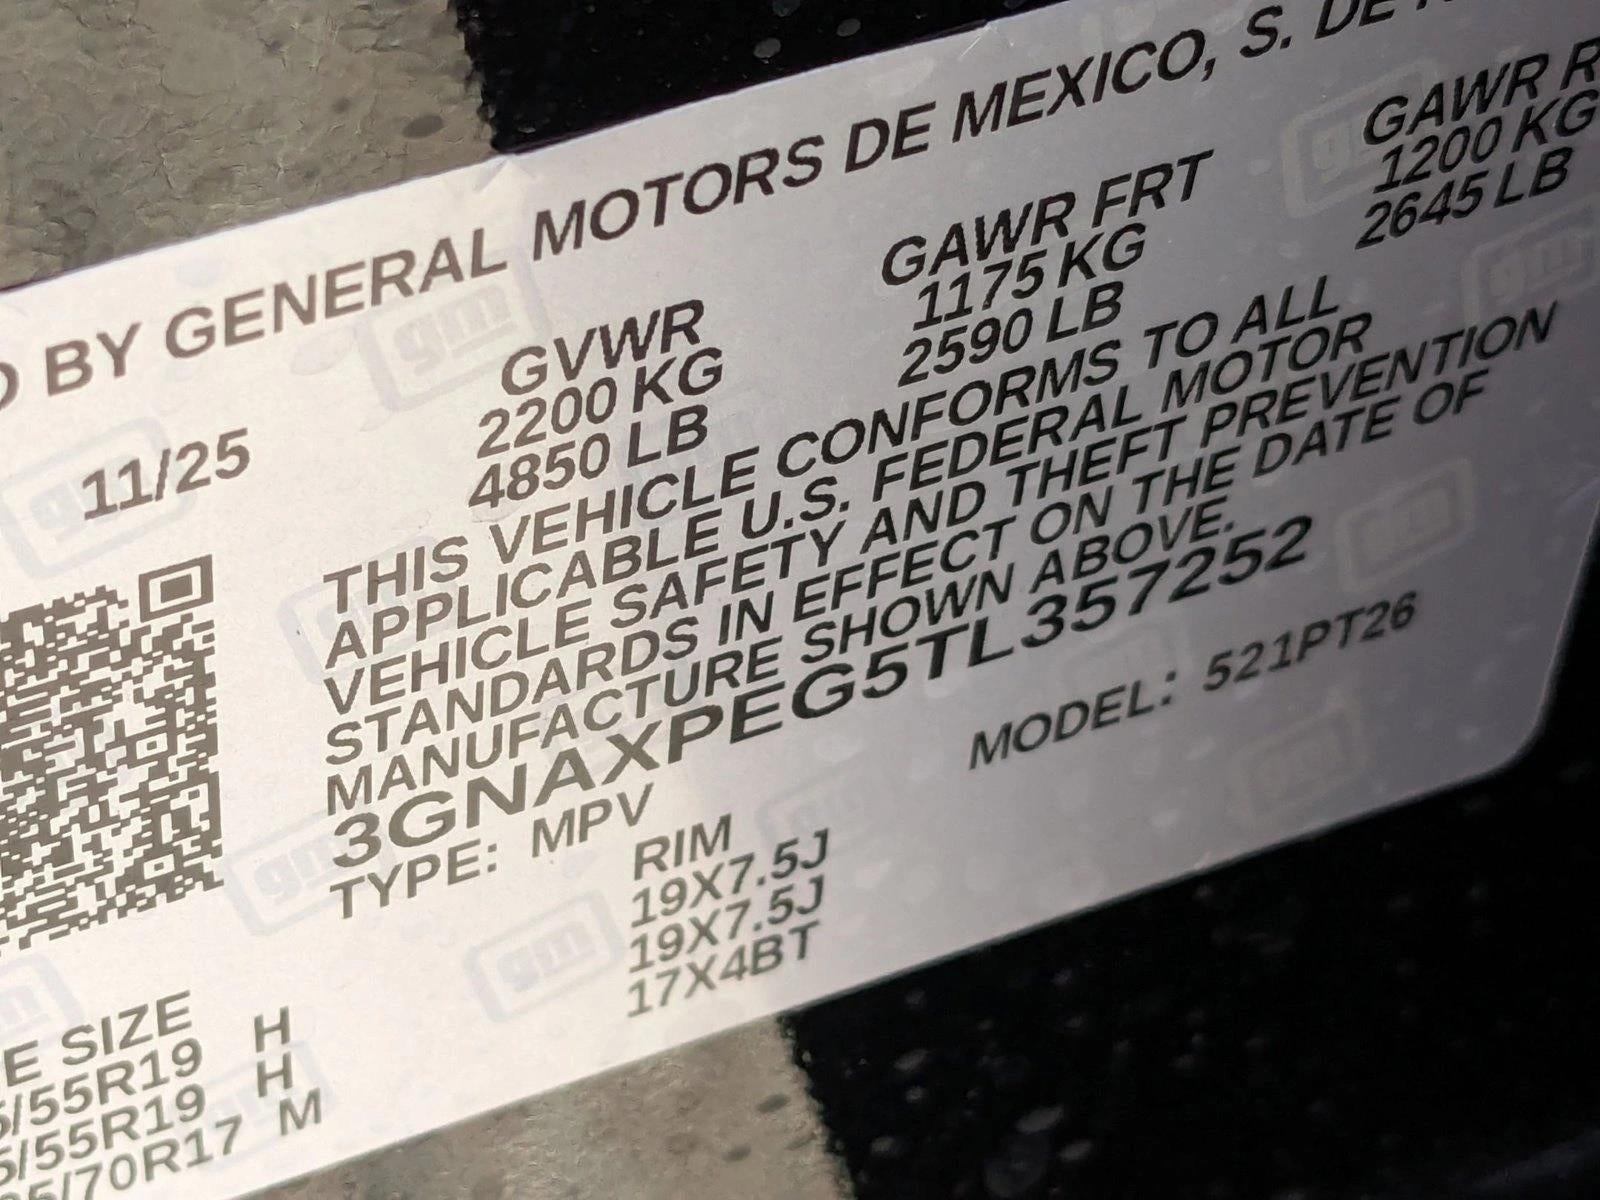 D BY GENERAL MOTORS DE MEXICO, S. DE
11/25 GVWR GAWR FRT GAWR R
2200 KG 1175 KG 1200 KG
4850 LB 2590 LB 2645 LB
THIS VEHICLE CONFORMS TO ALL
APPLICABLE U.S. FEDERAL MOTOR
VEHICLE SAFETY AND THEFT PREVENTION
STANDARDS IN EFFECT ON THE DATE OF
MANUFACTURE SHOWN ABOVE.
3GNAXPEG5TL357252
TYPE: MPV MODEL: 521PT26
E SIZE RIM
5/55R19 H 19X7.5J
5/55R19 H 19X7.5J
35/70R17 M 17X4BT